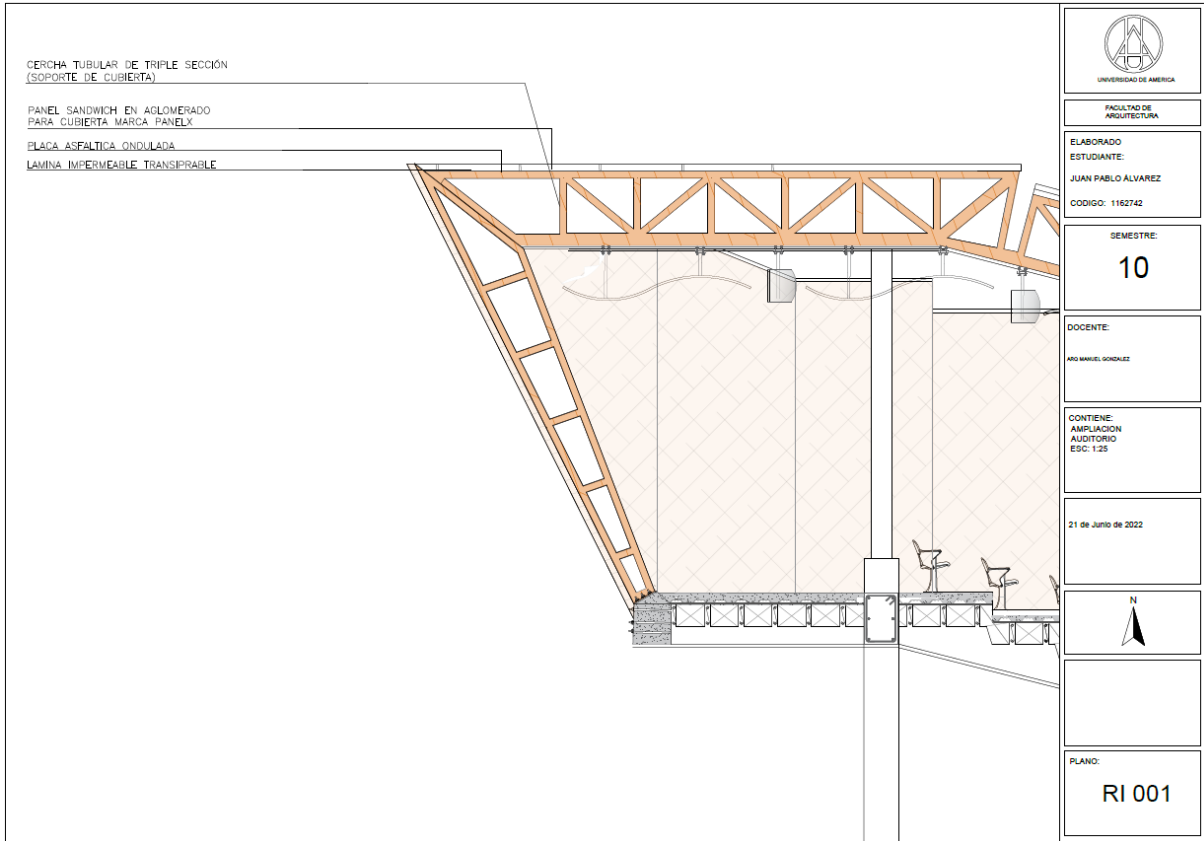 CERCHA TUBULAR DE TRIPLE SECCIÓN
(SOPORTE DE CUBIERTA)
PANEL SANDWICH EN AGLOMERADO
PARA CUBIERTA MARCA PANELX
PLACA ASFALTICA ONDULADA
LAMINA IMPERMEABLE TRANSIPRABLE
UNIVERSIDAD DE AMERICA
FACULTAD DE
ARQUITECTURA
ELABORADO
ESTUDIANTE:
JUAN PABLO ÁLVAREZ
CODIGO: 1162742
SEMESTRE:
10
DOCENTE:
ARQ MANUEL GONZALEZ
CONTIENE:
AMPLIACION
AUDITORIO
ESC: 1:25
21 de Junio de 2022
N
PLANO:
RI 001